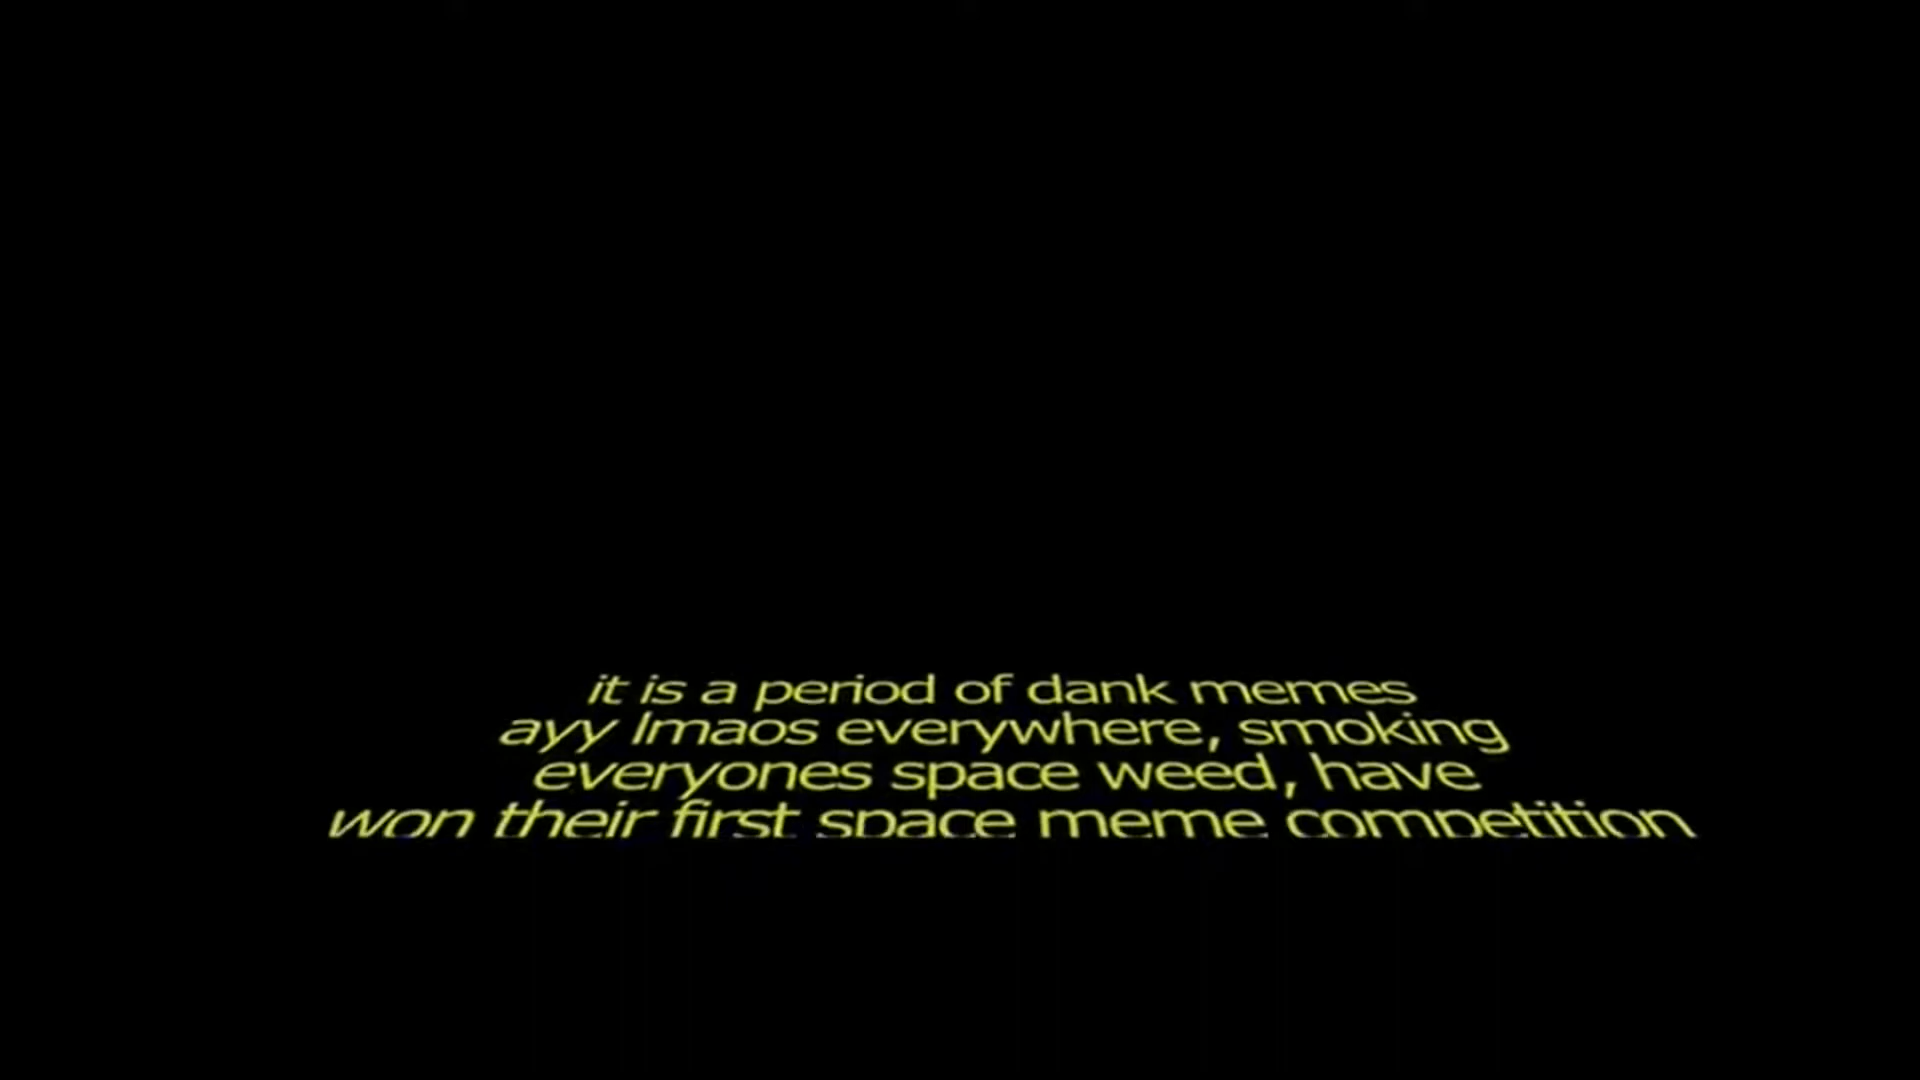 it is a period of dank memes
ayy lmaos everywhere, smoking
everyones space weed, have
won their first space meme competition